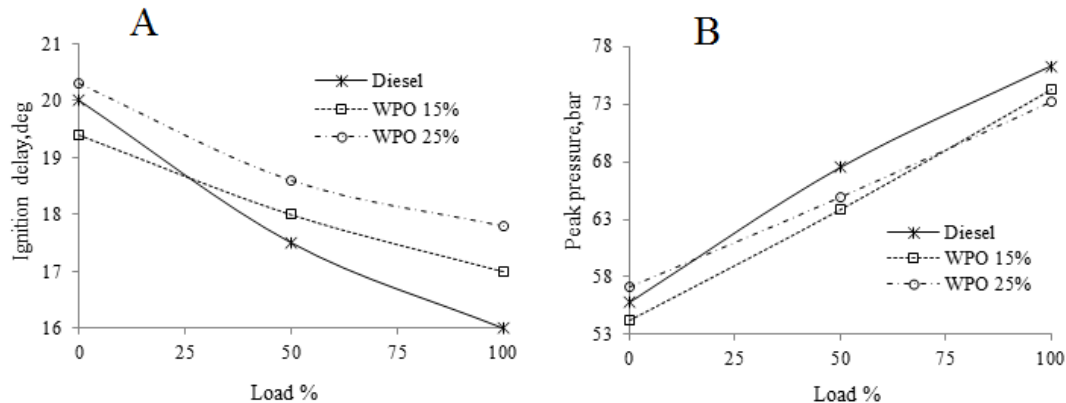 A
21
20
19
18
17
16
Ignition delay,deg
Diesel
WPO 15%
WPO 25%
0
25
50
75
100
Load %
B
78
73
68
63
58
53
Peak pressure,bar
Diesel
WPO 15%
WPO 25%
0
25
50
75
100
Load %